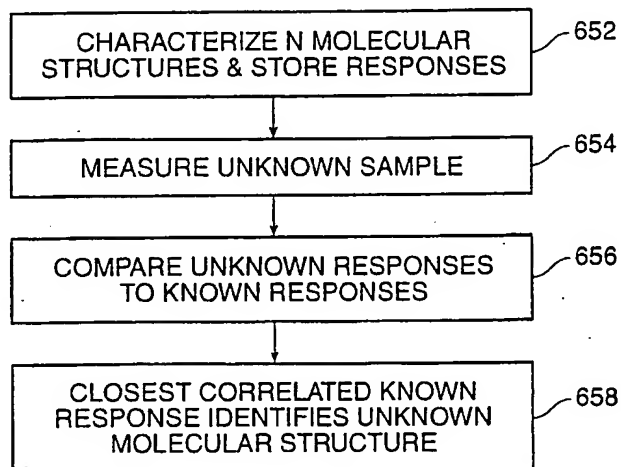 CHARACTERIZE N MOLECULAR
STRUCTURES & STORE RESPONSES
652
MEASURE UNKNOWN SAMPLE
654
COMPARE UNKNOWN RESPONSES
TO KNOWN RESPONSES
656
CLOSEST CORRELATED KNOWN
RESPONSE IDENTIFIES UNKNOWN
MOLECULAR STRUCTURE
658